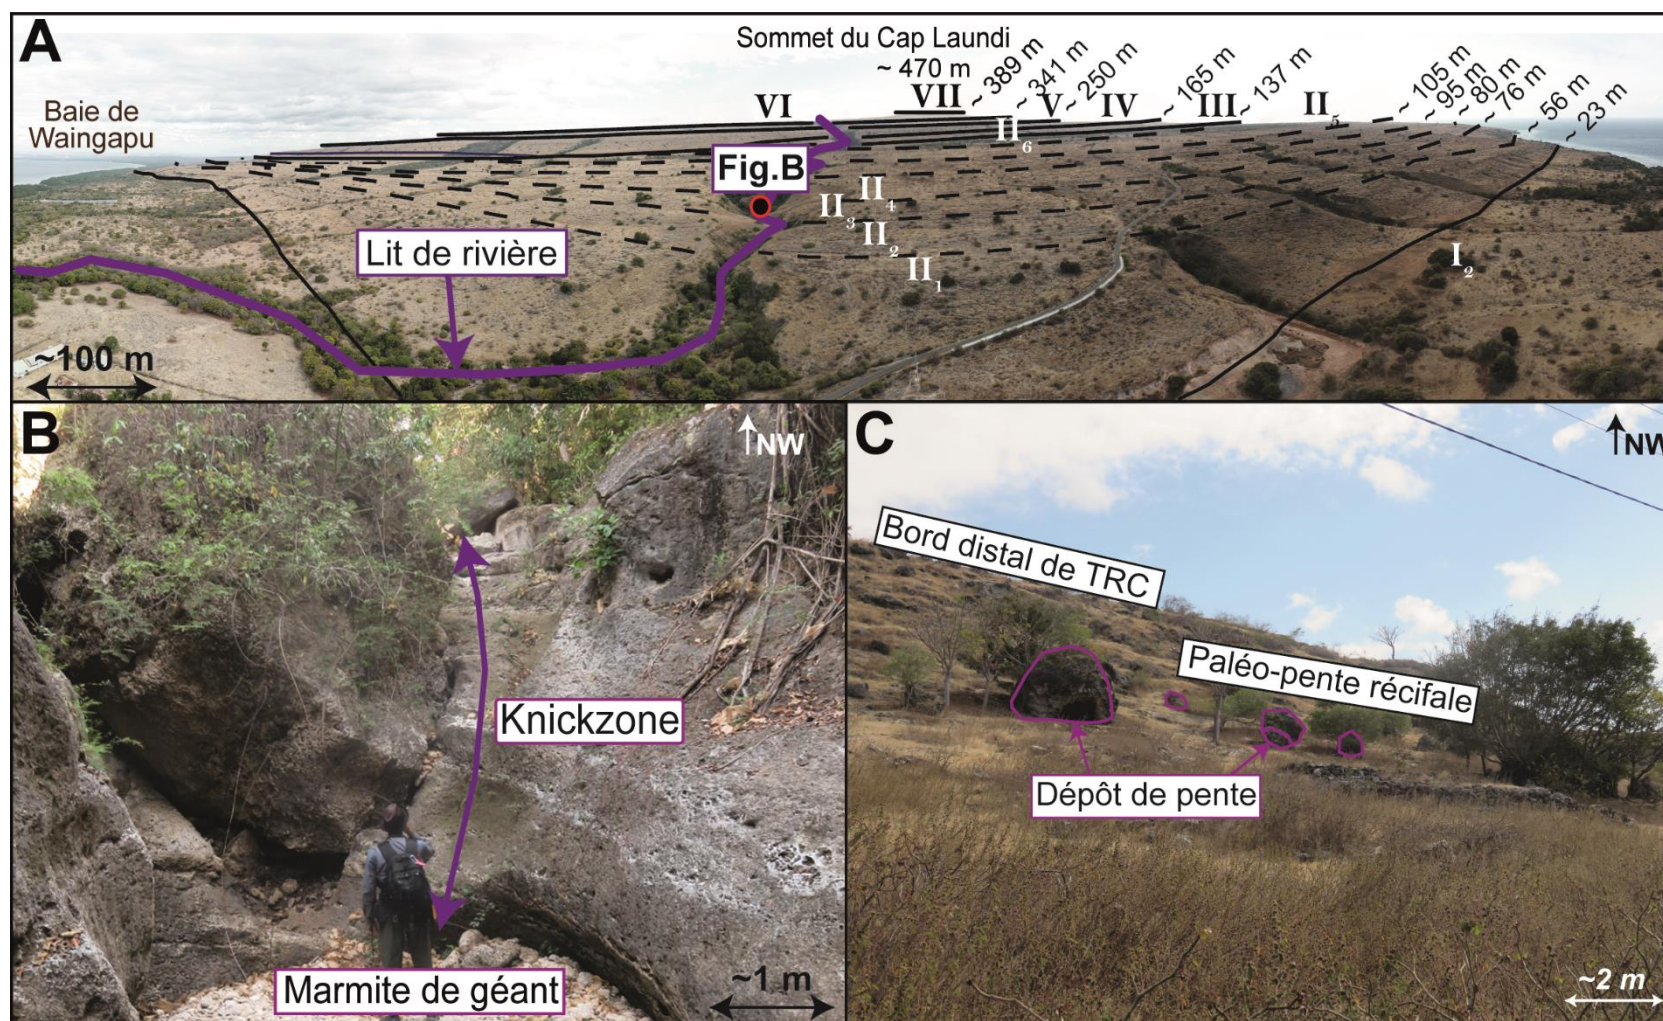 A
Sommet du Cap Laundi
~ 470 m
~ 389 m
~ 341 m
~ 250 m
~ 165 m
~ 137 m
~ 105 m
~ 95 m
~ 80 m
~ 76 m
~ 56 m
~ 23 m
Baie de
Waingapu
VI
VII
V
IV
III
II5
II6
Fig.B
II4
II3
II2
II1
I2
Lit de rivière
~100 m
B
NW
Knickzone
Marmite de géant
~1 m
C
NW
Bord distal de TRC
Paléo-pente récifale
Dépôt de pente
~2 m